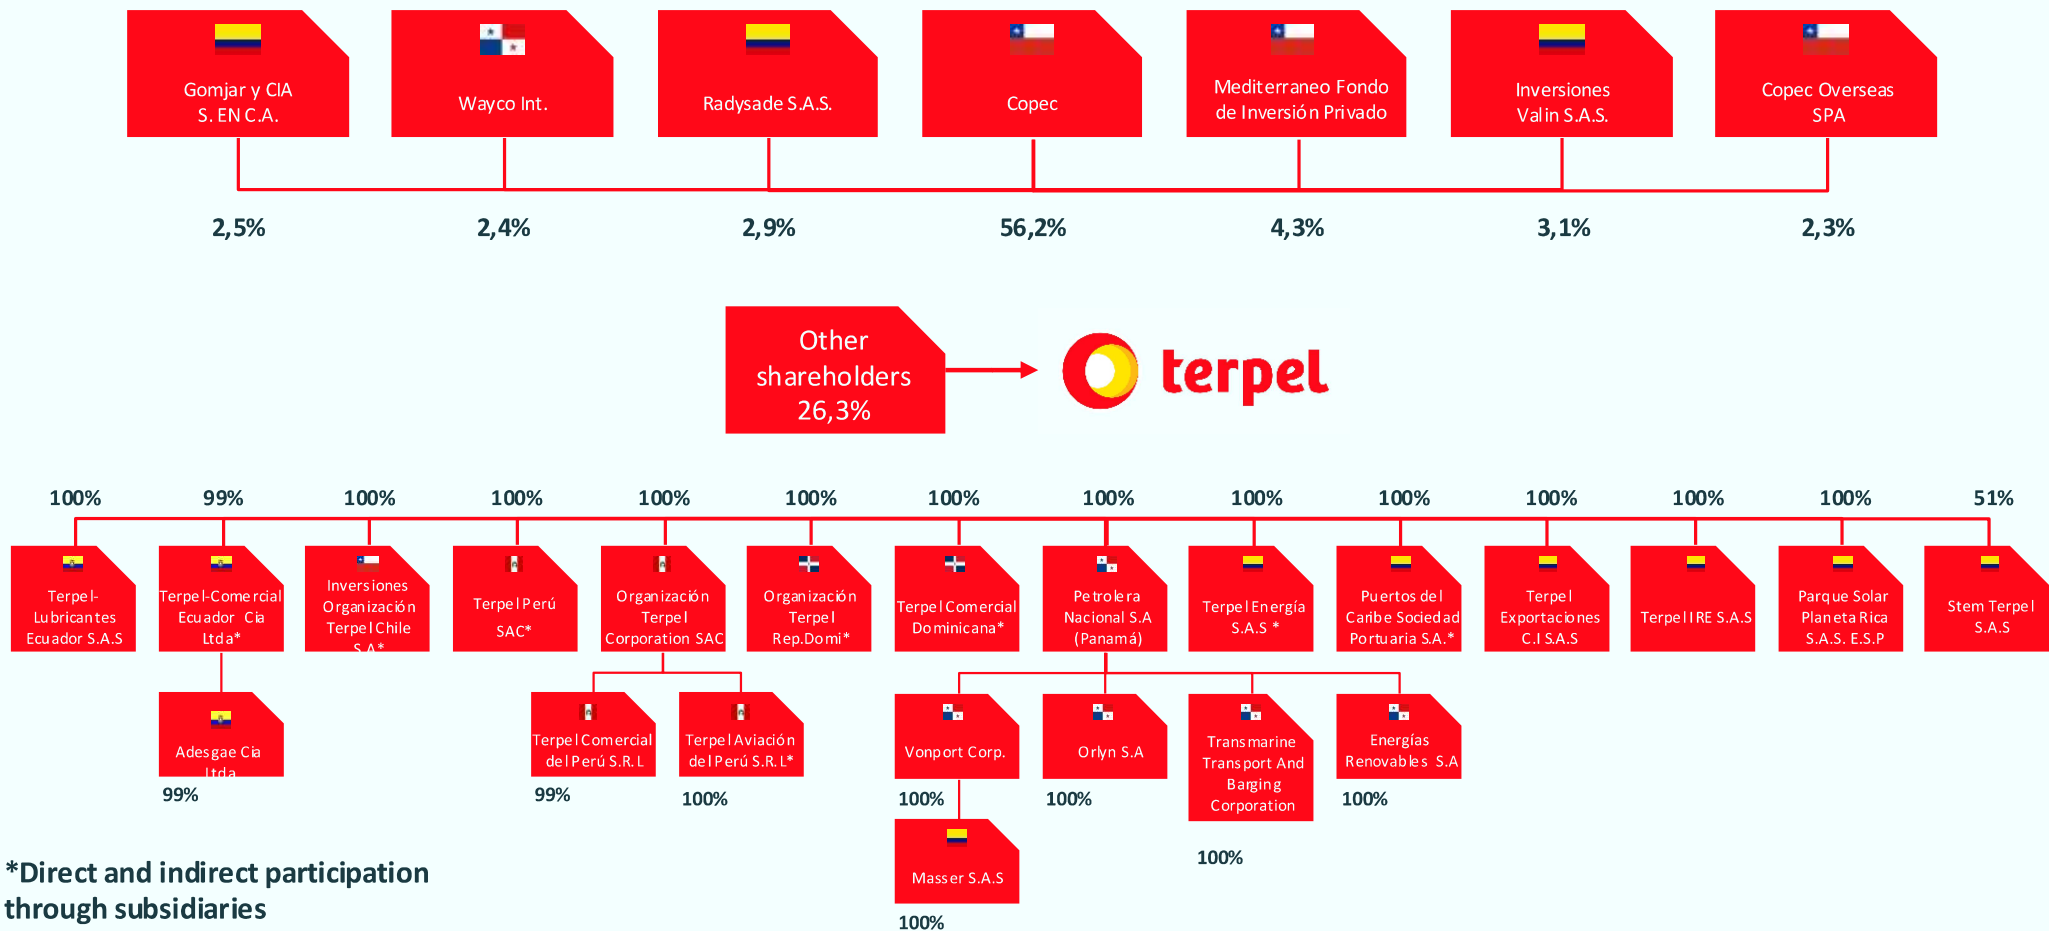 Gomjar y CIA
S. EN C.A.
Wayco Int.
Radysade S.A.S.
Copec
Mediterraneo Fondo
de Inversión Privado
Inversiones
Valin S.A.S.
Copec Overseas
SPA
2,5%
2,4%
2,9%
56,2%
4,3%
3,1%
2,3%
Other
shareholders
26,3%
terpel
100%
99%
100%
100%
100%
100%
100%
100%
100%
100%
100%
100%
100%
51%
Terpel-
Lubricantes
Ecuador S.A.S
Terpel-Comercial
Ecuador Cia
Ltda*
Inversiones
Organización
Terpel Chile
S.A*
Terpel Perú
SAC*
Organización
Terpel
Corporation SAC
Organización
Terpel
Rep.Domi*
Terpel Comercial
Dominicana*
Petrolera
Nacional S.A
(Panamá)
Terpel Energía
S.A.S *
Puertos del
Caribe Sociedad
Portuaria S.A.*
Terpel
Exportaciones
C.I S.A.S
Terpel IRE S.A.S
Parque Solar
Planeta Rica
S.A.S. E.S.P
Stem Terpel
S.A.S
Adesgae Cia
ltda
99%
Terpel Comercial
del Perú S.R.L
99%
Terpel Aviación
del Perú S.R.L*
100%
Vonport Corp.
100%
Orlyn S.A
100%
Transmarine
Transport And
Barging
Corporation
100%
Energías
Renovables S.A
100%
Masser S.A.S
100%
*Direct and indirect participation
through subsidiaries